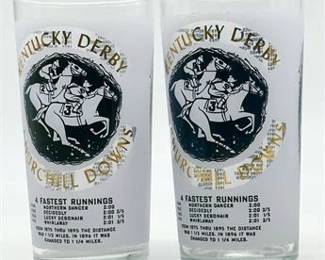 KENTUCKY DERBY
CHURCHILL DOWNS
4 FASTEST RUNNINGS
NORTHERN DANCER 2:00
DECIDEDLY 2:00 2/5
LUCKY DEBONAIR 2:01 1/5
WHIRLAWAY 2:01 2/5
FROM 1875 THRU 1895 THE DISTANCE
WAS 1 1/2 MILES. IN 1896 IT WAS
CHANGED TO 1 1/4 MILES.
KENTUCKY DERBY
CHURCHILL DOWNS
4 FASTEST RUNNINGS
NORTHERN DANCER 2:00
DECIDEDLY 2:00 2/5
LUCKY DEBONAIR 2:01 1/5
WHIRLAWAY 2:01 2/5
FROM 1875 THRU 1895 THE DISTANCE
WAS 1 1/2 MILES. IN 1896 IT WAS
CHANGED TO 1 1/4 MILES.